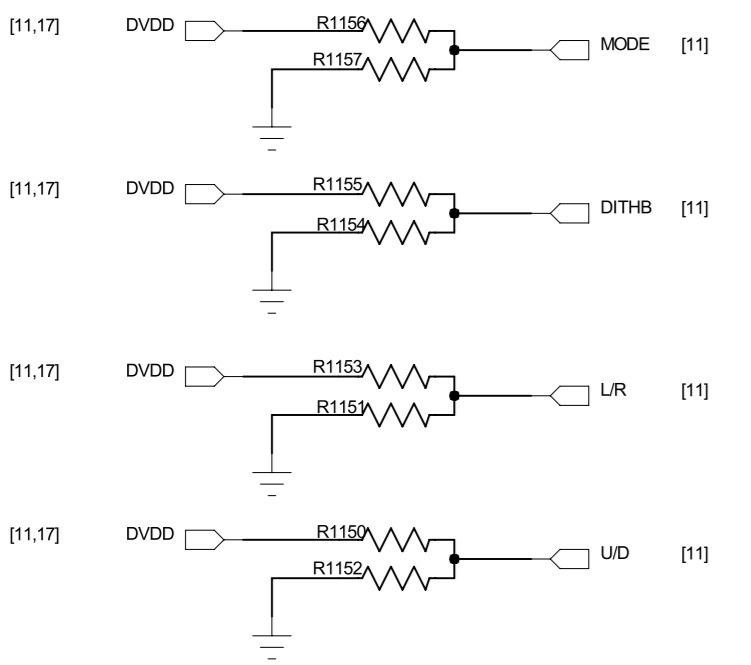 [11,17] DVDD R1156 MODE [11]
R1157
[11,17] DVDD R1155 DITHB [11]
R1154
[11,17] DVDD R1153 L/R [11]
R1151
[11,17] DVDD R1150 U/D [11]
R1152